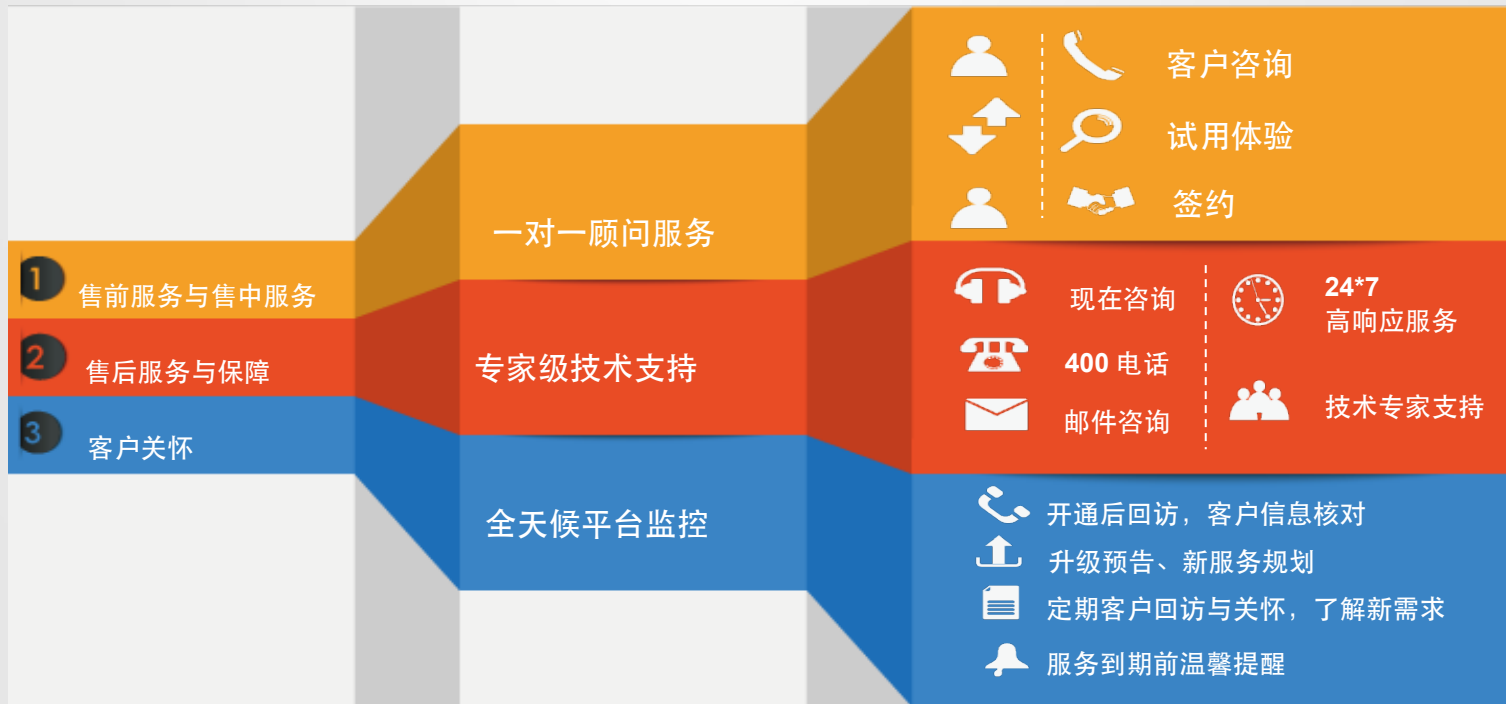 1
售前服务与售中服务
2
售后服务与保障
3
客户关怀
一对一顾问服务
专家级技术支持
全天候平台监控
客户咨询
试用体验
签约
现在咨询
400 电话
邮件咨询
24*7
高响应服务
技术专家支持
开通后回访，客户信息核对
升级预告、新服务规划
定期客户回访与关怀，了解新需求
服务到期前温馨提醒